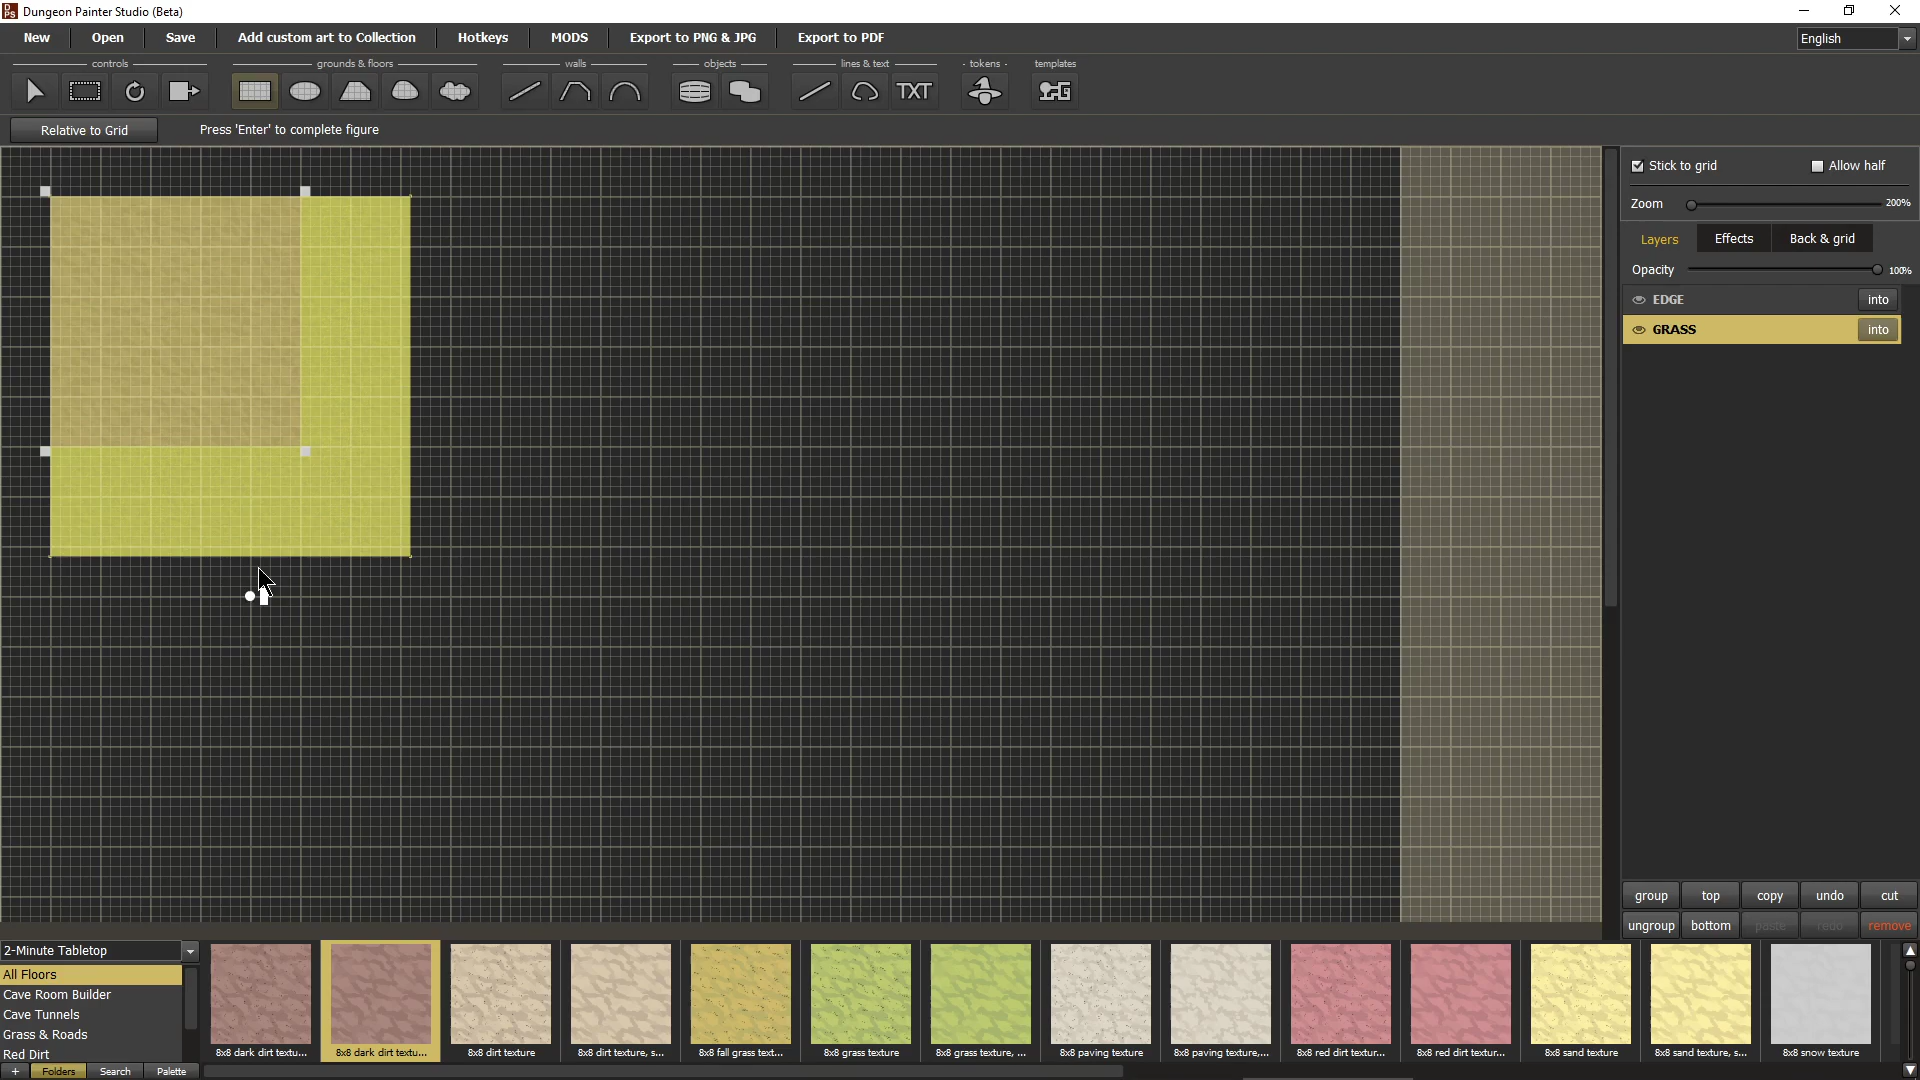 Dungeon Painter Studio (Beta)
New Open Save Add custom art to Collection Hotkeys MODS Export to PNG & JPG Export to PDF English
controls grounds & floors walls objects lines & text tokens templates
TXT
Relative to Grid Press 'Enter' to complete figure
Stick to grid Allow half
Zoom 200%
Layers Effects Back & grid
Opacity 100%
EDGE into
GRASS into
group top copy undo cut
ungroup bottom paste redo remove
2-Minute Tabletop
All Floors
Cave Room Builder
Cave Tunnels
Grass & Roads
Red Dirt
8x8 dark dirt textu... 8x8 dark dirt textu... 8x8 dirt texture 8x8 dirt texture, s... 8x8 fall grass text... 8x8 grass texture 8x8 grass texture, ... 8x8 paving texture 8x8 paving texture,... 8x8 red dirt textur... 8x8 red dirt textur... 8x8 sand texture 8x8 sand texture, s... 8x8 snow texture
+ Folders Search Palette